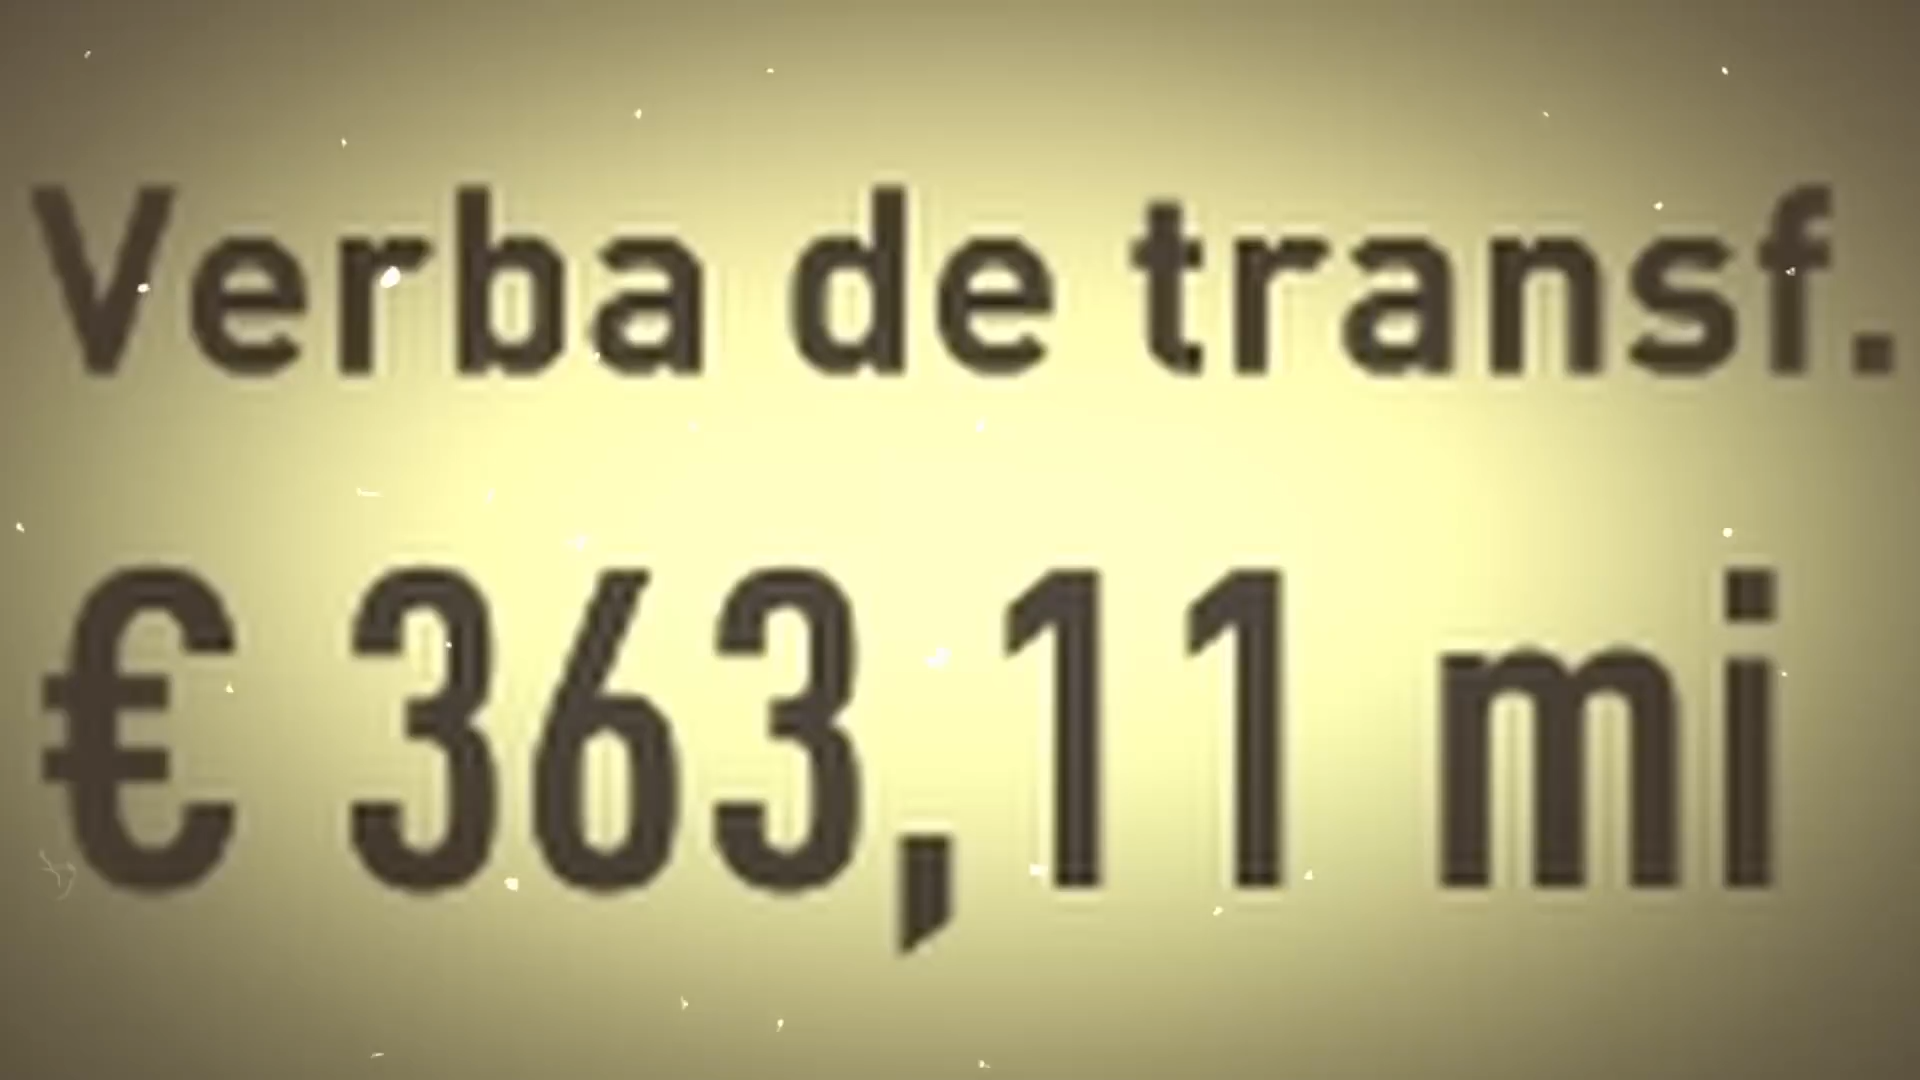 Verba de transf.
€ 363,11 mi